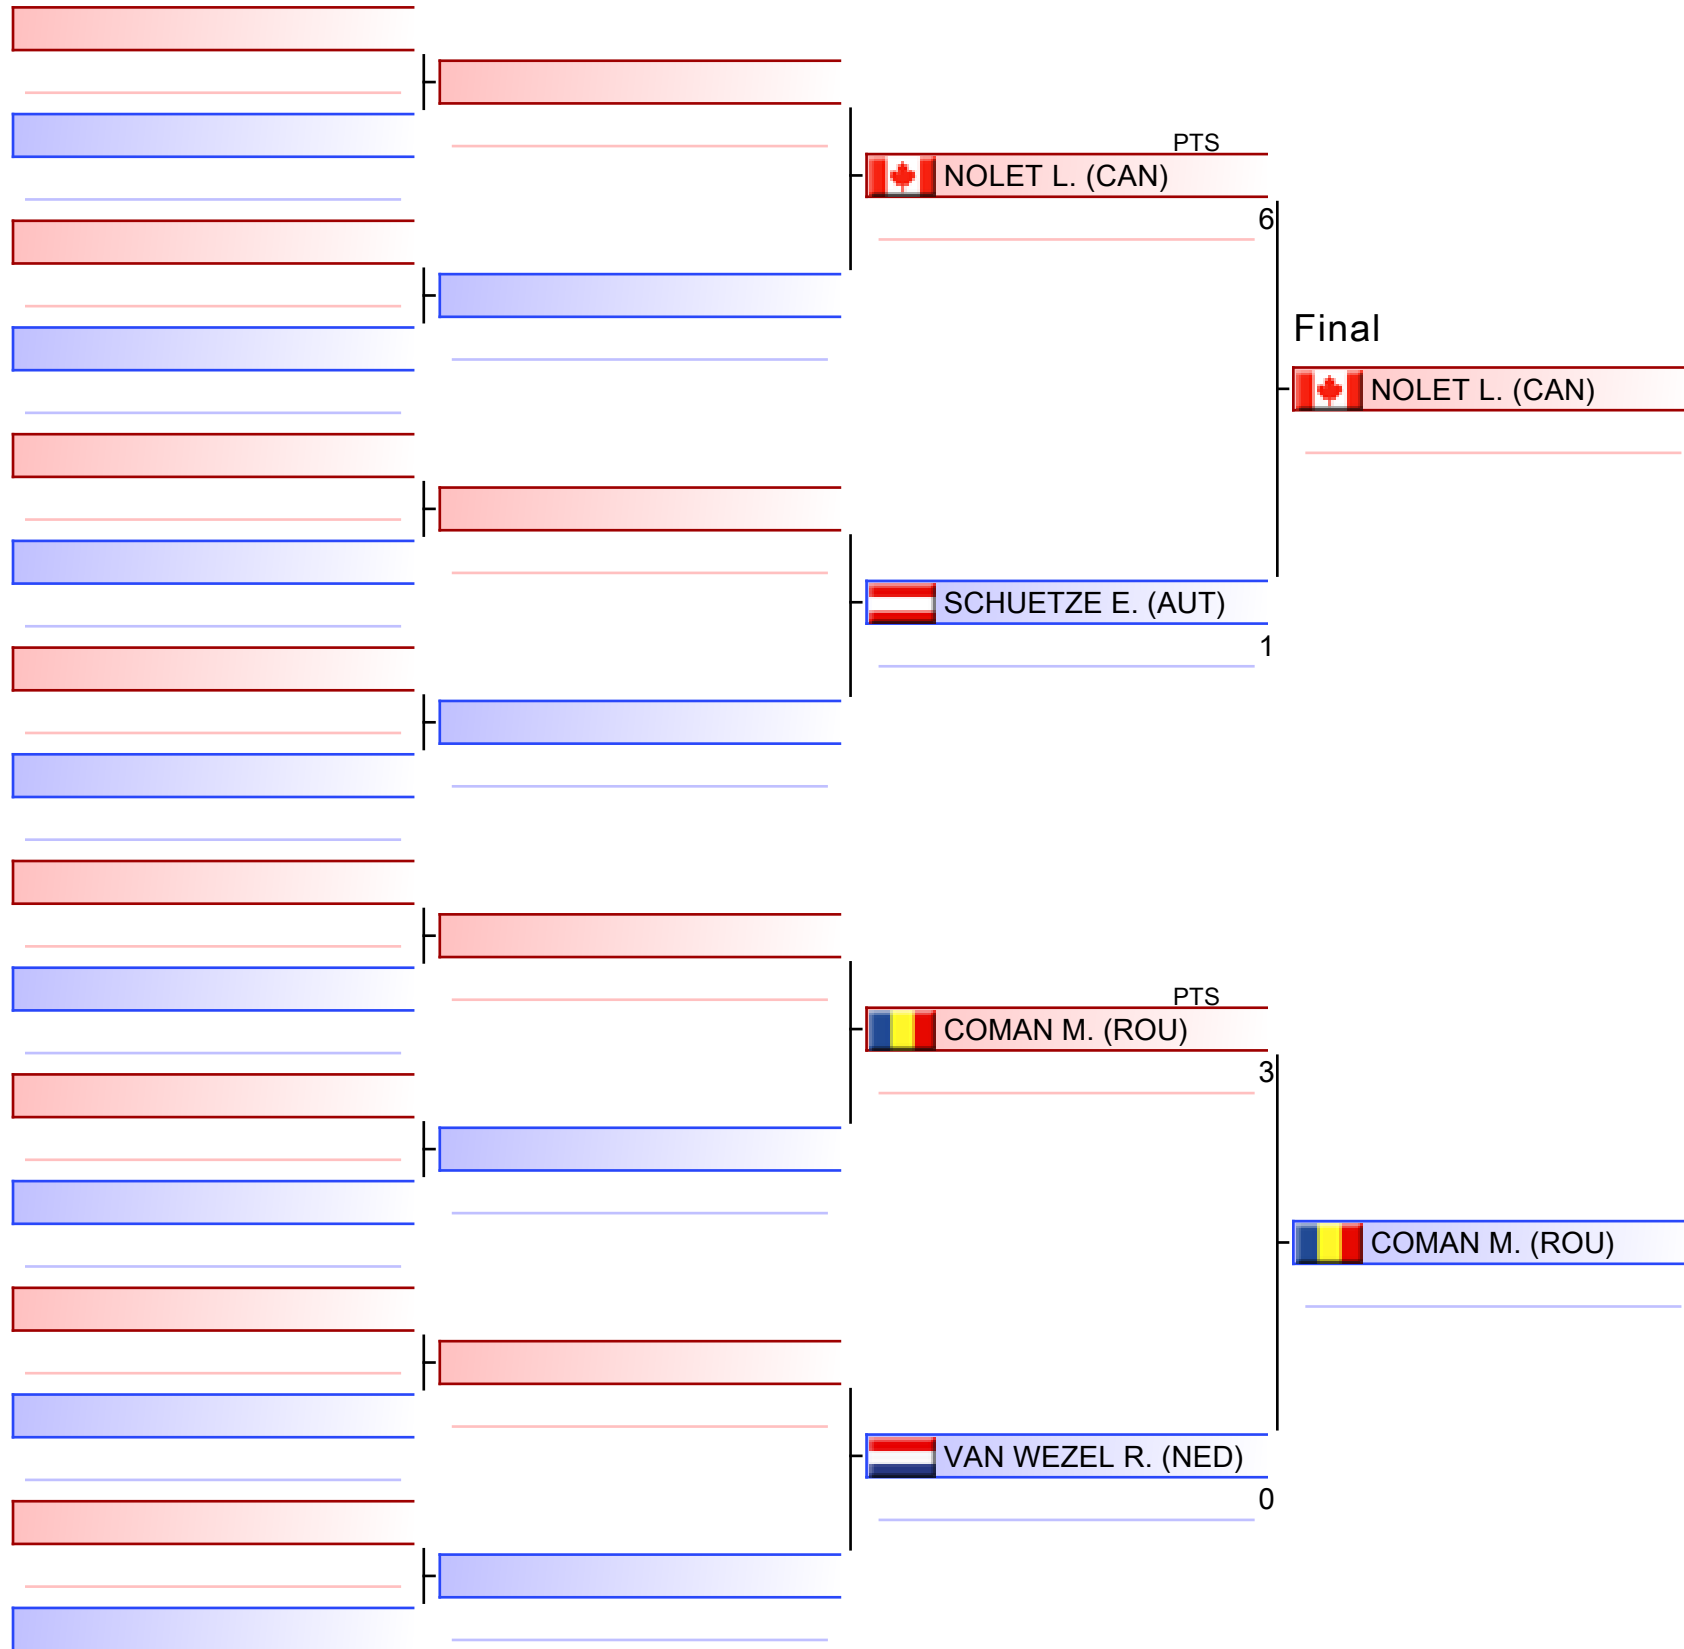 PTS
NOLET L. (CAN)
6
Final
NOLET L. (CAN)
SCHUETZE E. (AUT)
1
PTS
COMAN M. (ROU)
3
COMAN M. (ROU)
VAN WEZEL R. (NED)
0